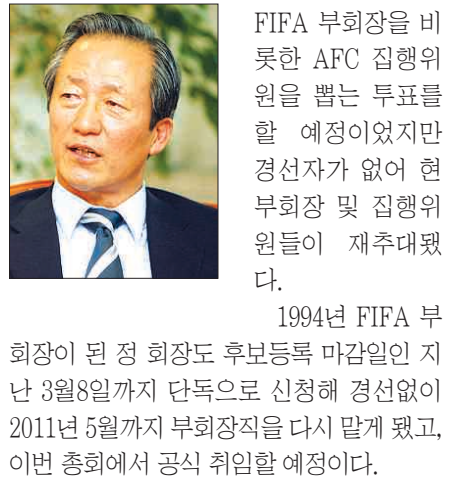 FIFA 부회장을 비
롯한 AFC 집행위
원을 뽑는 투표를
할 예정이었지만
경선자가 없어 현
부회장 및 집행위
원들이 재추대됐
다.
1994년 FIFA 부
회장이 된 정 회장도 후보등록 마감일인 지
난 3월8일까지 단독으로 신청해 경선없이
2011년 5월까지 부회장직을 다시 맡게 됐고,
이번 총회에서 공식 취임할 예정이다.